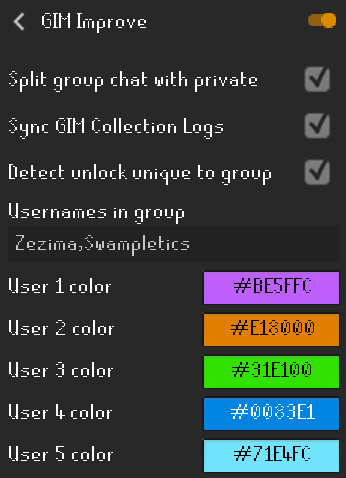 GIM Improve
Split group chat with private
Sync GIM Collection Logs
Detect unlock unique to group
Usernames in group
Zezima,Swampletics
User 1 color
#BE5FFC
User 2 color
#E18000
User 3 color
#31E100
User 4 color
#0083E1
User 5 color
#71E4FC